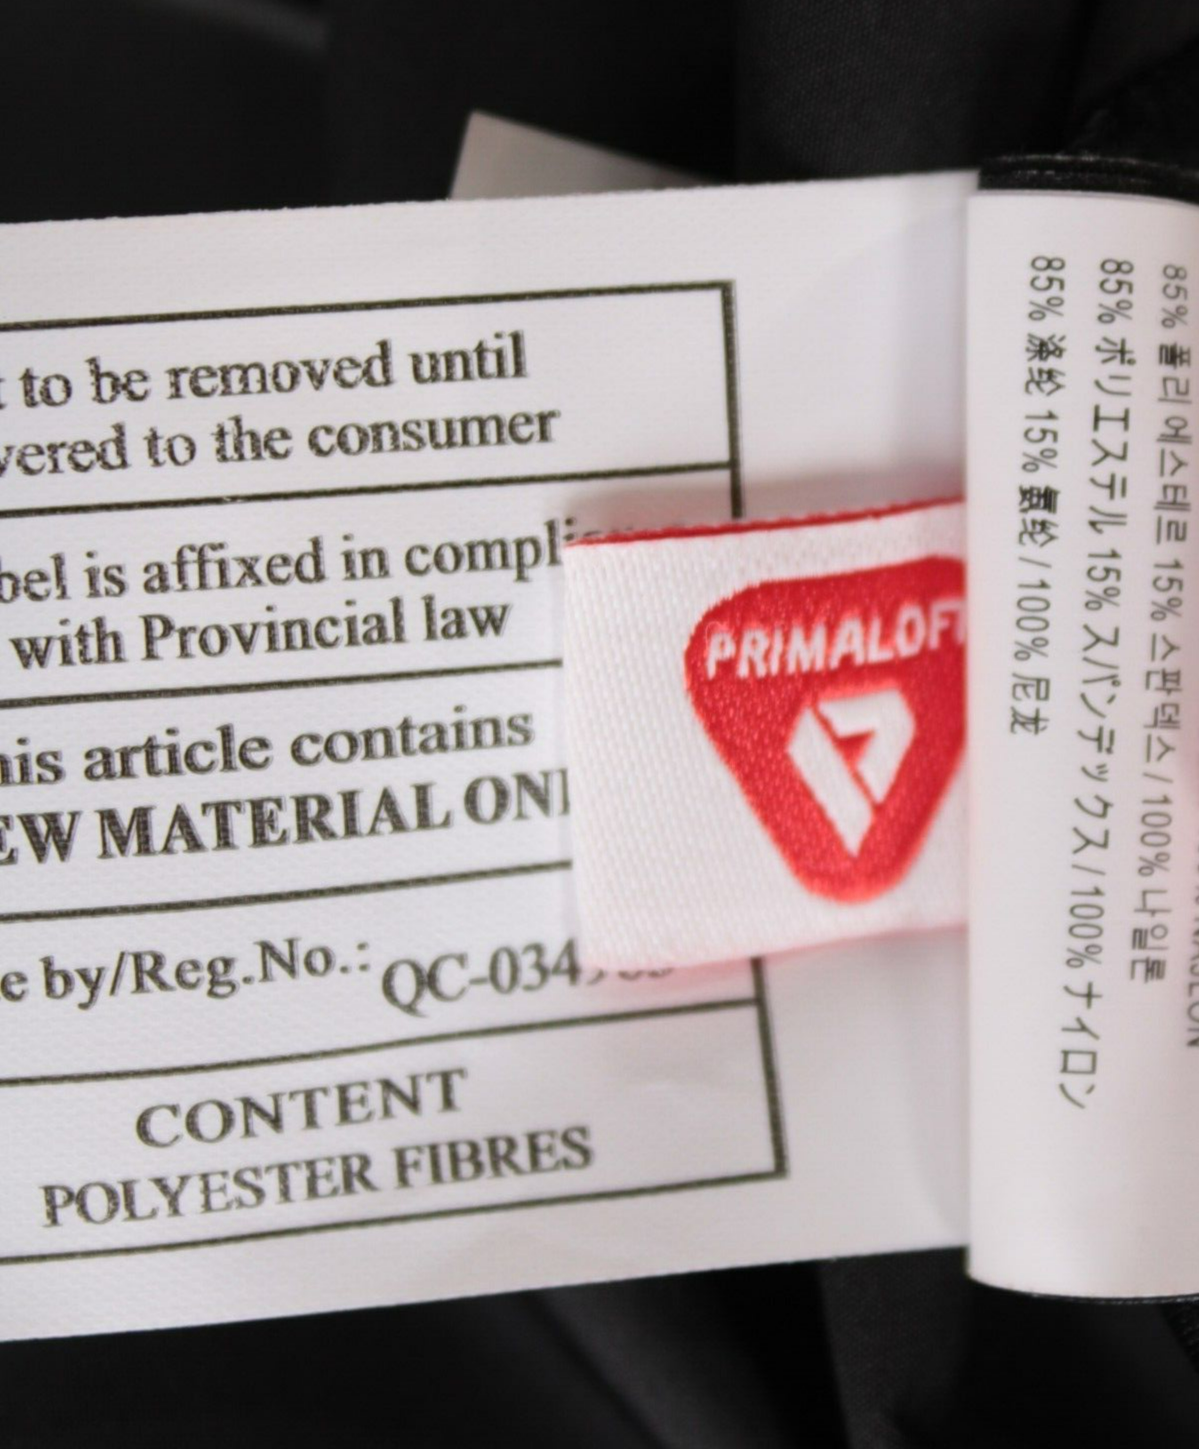 to be removed until
vered to the consumer
bel is affixed in compli
with Provincial law
his article contains
EW MATERIAL ONL
e by/Reg.No.: QC-034
CONTENT
POLYESTER FIBRES
PRIMALOFT
85% 폴리에스테르 15% 스판덱스/100% 나일론
85% ポリエステル 15% スパンデックス/100% ナイロン
85% 涤纶 15% 氨纶/100% 尼龙